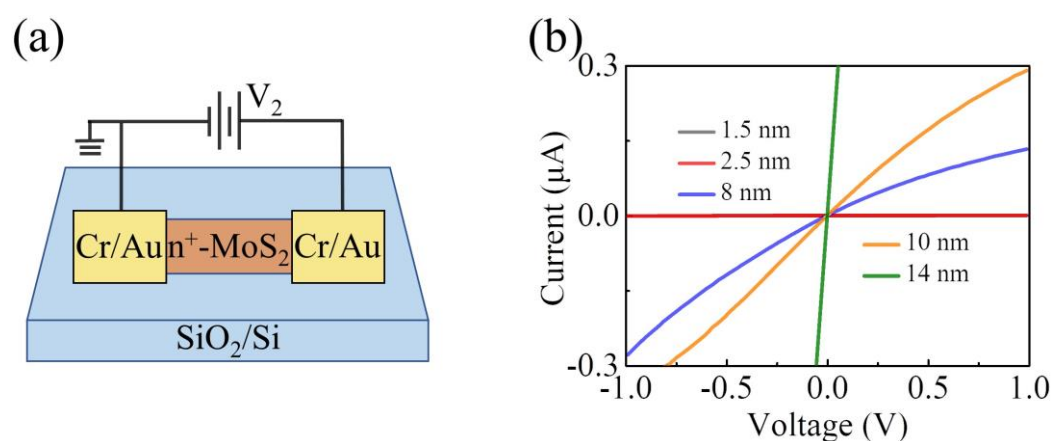 (a)
V₂
Cr/Au
n⁺-MoS₂
Cr/Au
SiO₂/Si
(b)
Current (μA)
0.3
0.0
-0.3
1.5 nm
2.5 nm
8 nm
10 nm
14 nm
-1.0
-0.5
0.0
0.5
1.0
Voltage (V)